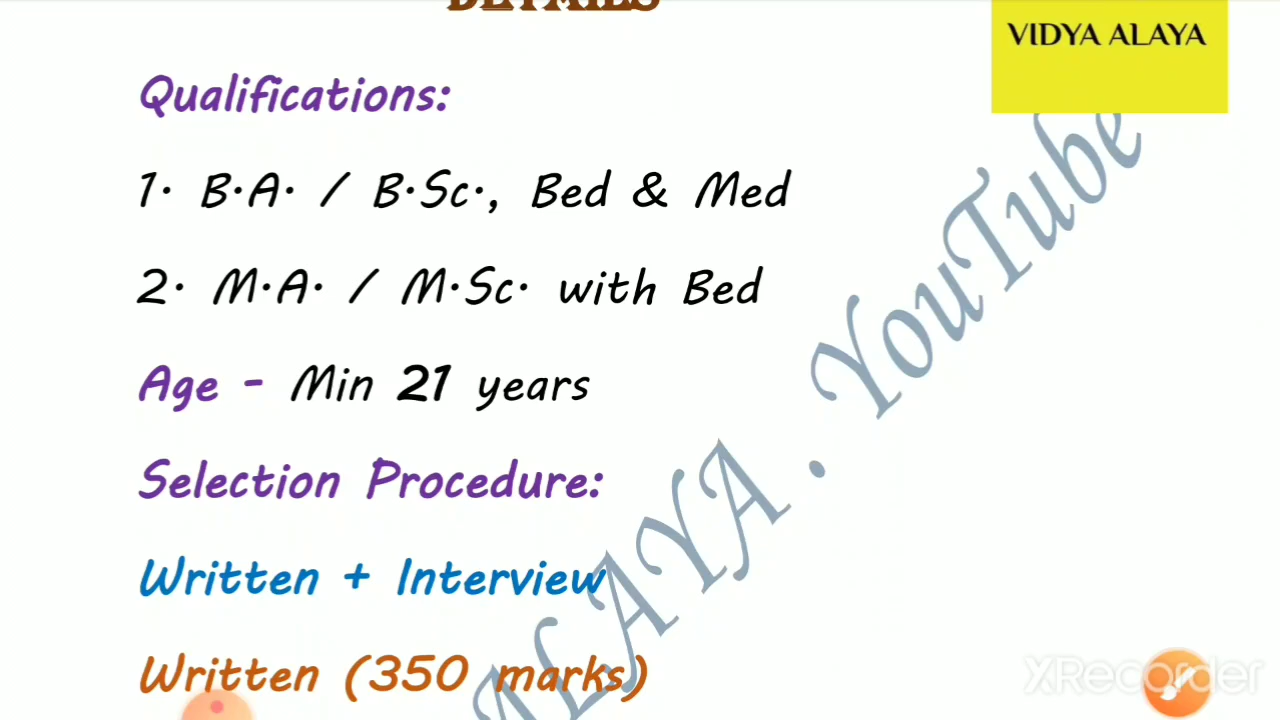 DETAILS
VIDYA ALAYA
Qualifications:
1. B.A. / B.Sc., Bed & Med
2. M.A. / M.Sc. with Bed
Age - Min 21 years
Selection Procedure:
Written + Interview
Written (350 marks)
ALAYA . YouTube
XRecorder